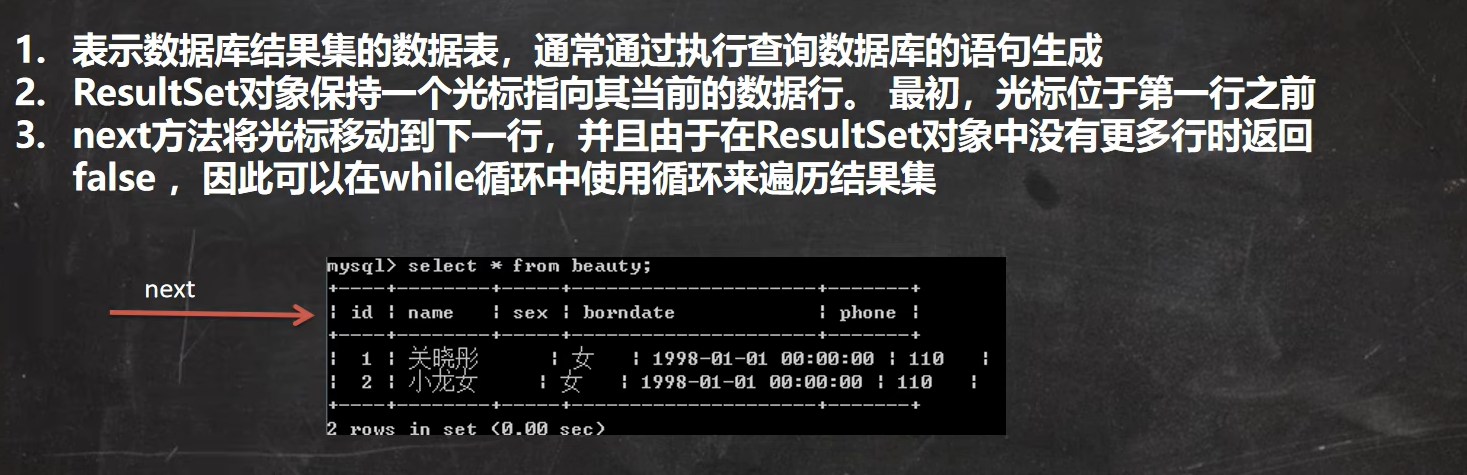 1. 表示数据库结果集的数据表，通常通过执行查询数据库的语句生成
2. ResultSet对象保持一个光标指向其当前的数据行。 最初，光标位于第一行之前
3. next方法将光标移动到下一行，并且由于在ResultSet对象中没有更多行时返回
false ，因此可以在while循环中使用循环来遍历结果集
next
mysql> select * from beauty;
+----+--------+-----+---------------------+-------+
| id | name | sex | borndate | phone |
+----+--------+-----+---------------------+-------+
| 1 | 关晓彤 | 女 | 1998-01-01 00:00:00 | 110 |
| 2 | 小龙女 | 女 | 1998-01-01 00:00:00 | 110 |
+----+--------+-----+---------------------+-------+
2 rows in set (0.00 sec)